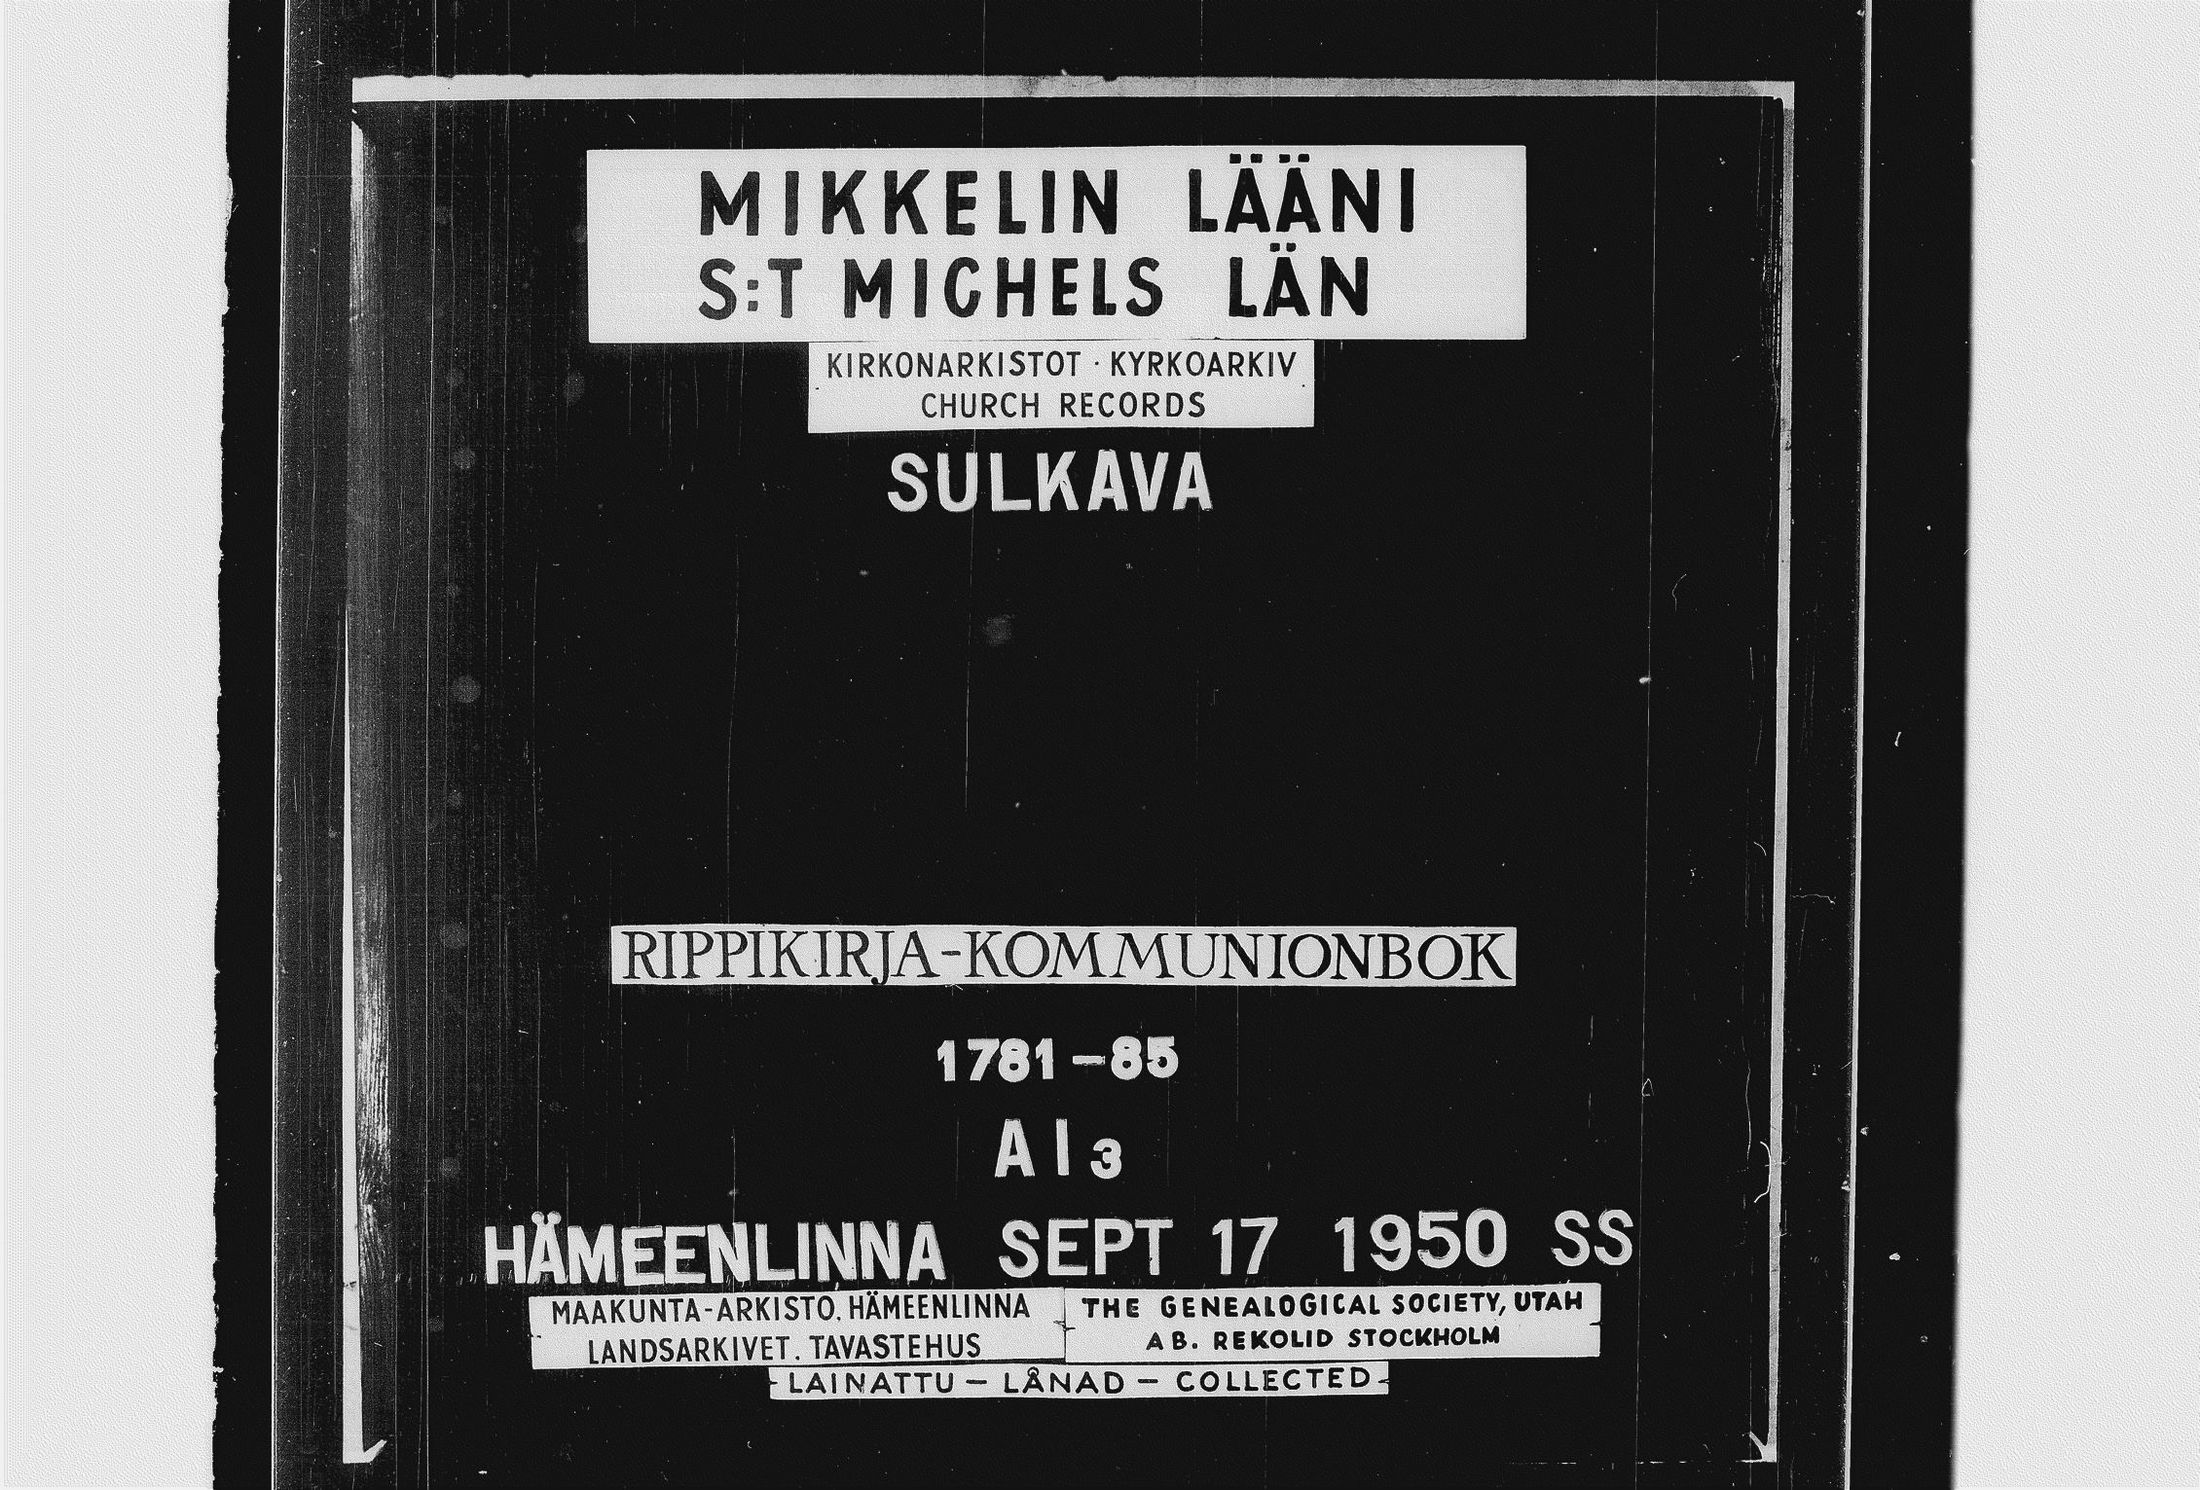 MIKKELIN LÄÄNI
S:T MICHELS LÄN
KIRKONARKISTOT · KYRKOARKIV
CHURCH RECORDS
SULKAVA
RIPPIKIRJA-KOMMUNIONBOK
1781-85
A I 3
HÄMEENLINNA SEPT 17 1950 SS
MAAKUNTA-ARKISTO, HÄMEENLINNA
LANDSARKIVET. TAVASTEHUS
THE GENEALOGICAL SOCIETY, UTAH
AB. REKOLID STOCKHOLM
LAINATTU - LÅNAD - COLLECTED